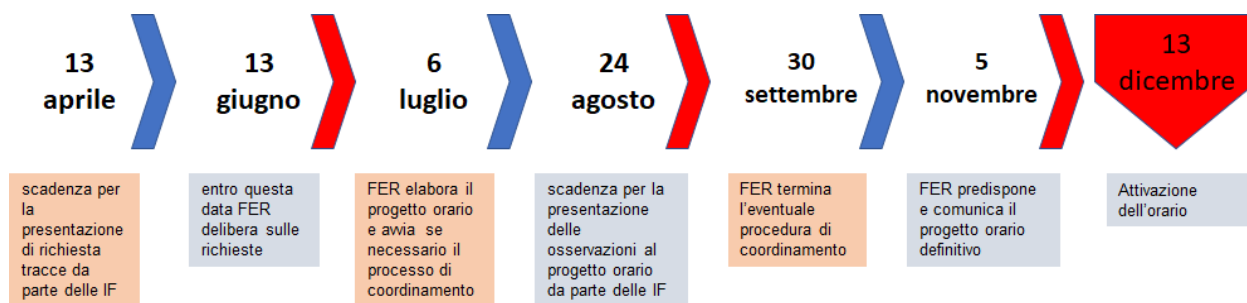 13
aprile
13
giugno
6
luglio
24
agosto
30
settembre
5
novembre
13
dicembre
scadenza per
la
presentazione
di richiesta
tracce da
parte delle IF
entro questa
data FER
delibera sulle
richieste
FER elabora il
progetto orario
e avvia se
necessario il
processo di
coordinamento
scadenza per la
presentazione
delle
osservazioni al
progetto orario
da parte delle IF
FER termina
l'eventuale
procedura di
coordinamento
FER predispone
e comunica il
progetto orario
definitivo
Attivazione
dell'orario